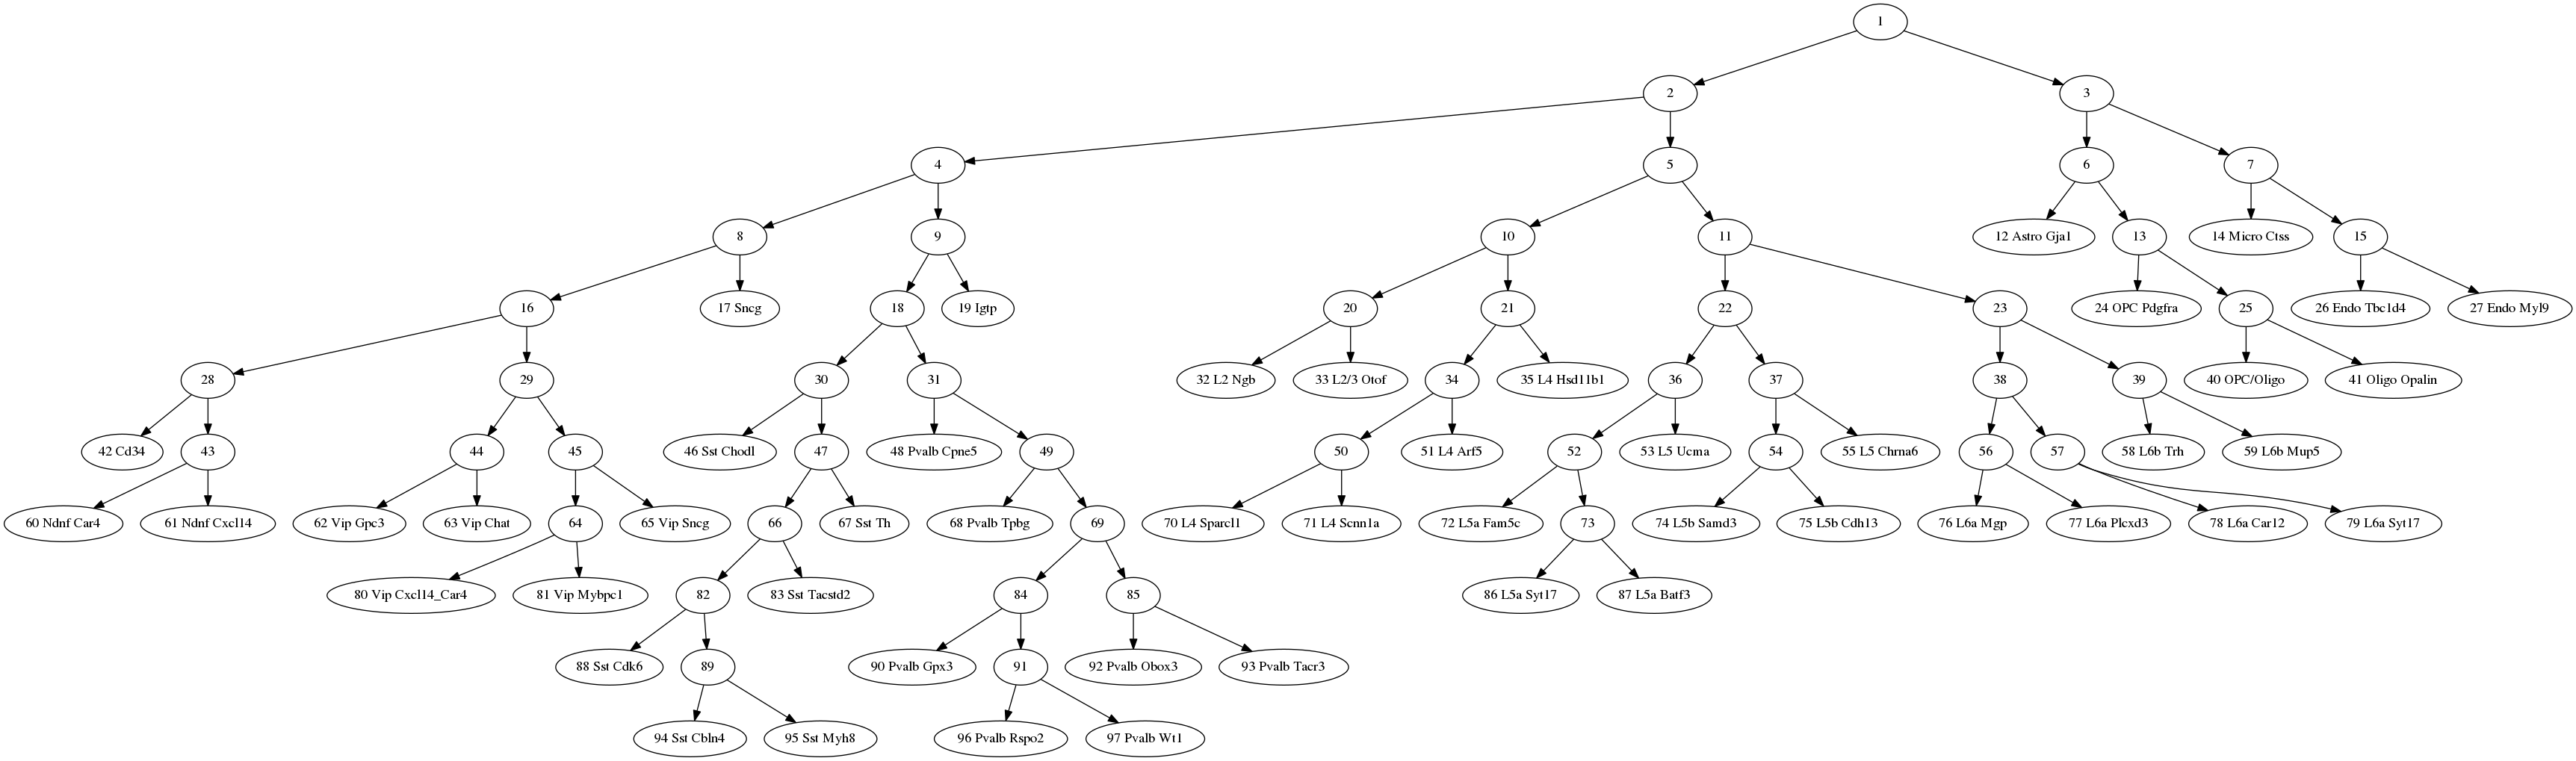 1
2
3
4
5
6
7
8
9
10
11
12 Astro Gja1
13
14 Micro Ctss
15
16
17 Sncg
18
19 Igtp
20
21
22
23
24 OPC Pdgfra
25
26 Endo Tbc1d4
27 Endo Myl9
28
29
30
31
32 L2 Ngb
33 L2/3 Otof
34
35 L4 Hsd11b1
36
37
38
39
40 OPC/Oligo
41 Oligo Opalin
42 Cd34
43
44
45
46 Sst Chodl
47
48 Pvalb Cpne5
49
50
51 L4 Arf5
52
53 L5 Ucma
54
55 L5 Chrna6
56
57
58 L6b Trh
59 L6b Mup5
60 Ndnf Car4
61 Ndnf Cxcl14
62 Vip Gpc3
63 Vip Chat
64
65 Vip Sncg
66
67 Sst Th
68 Pvalb Tpbg
69
70 L4 Sparcl1
71 L4 Scnn1a
72 L5a Fam5c
73
74 L5b Samd3
75 L5b Cdh13
76 L6a Mgp
77 L6a Plcxd3
78 L6a Car12
79 L6a Syt17
80 Vip Cxcl14_Car4
81 Vip Mybpc1
82
83 Sst Tacstd2
84
85
86 L5a Syt17
87 L5a Batf3
88 Sst Cdk6
89
90 Pvalb Gpx3
91
92 Pvalb Obox3
93 Pvalb Tacr3
94 Sst Cbln4
95 Sst Myh8
96 Pvalb Rspo2
97 Pvalb Wt1